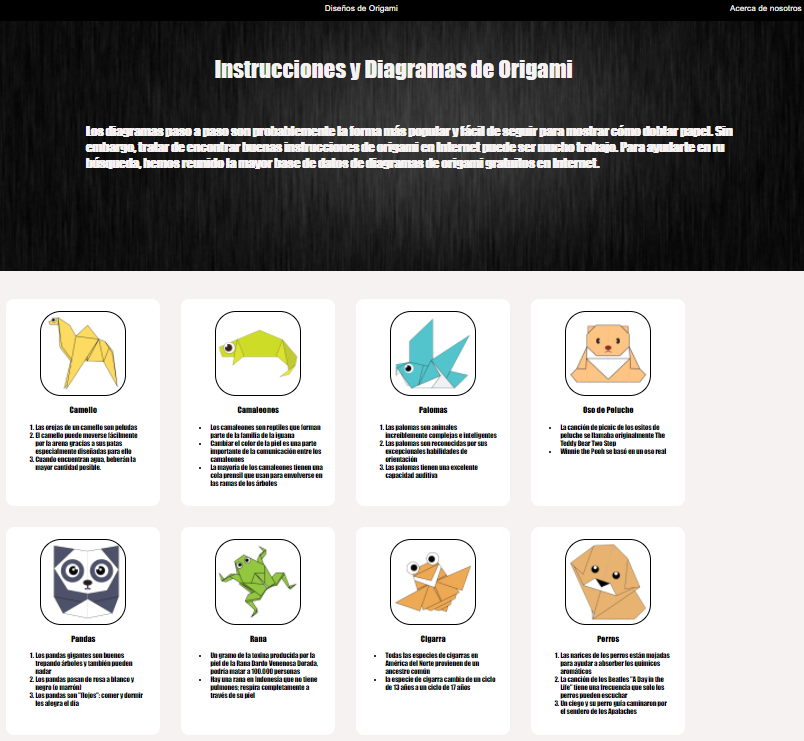 Diseños de Origami
Acerca de nosotros
Instrucciones y Diagramas de Origami
Los diagramas paso a paso son probablemente la forma más popular y fácil de seguir para mostrar cómo doblar papel. Sin
embargo, tratar de encontrar buenas instrucciones de origami en Internet puede ser mucho trabajo. Para ayudarle en ru
búsqueda, hemos reunido la mayor base de datos de diagramas de origami gratuitos en Internet.
Camello
1. Las orejas de un camello son peludas
2. El camello puede moverse fácilmente
por la arena gracias a sus patas
especialmente diseñadas para ello
3. Cuando encuentran agua, beberán la
mayor cantidad posible.
Camaleones
• Los camaleones son reptiles que forman
parte de la familia de la iguana
• Cambiar el color de la piel es una parte
importante de la comunicación entre los
camaleones
• La mayoría de los camaleones tienen una
cola prensil que usan para envolverse en
las ramas de los árboles
Palomas
1. Las palomas son animales
increíblemente complejas e inteligentes
2. Las palomas son reconocidas por sus
excepcionales habilidades de
orientación
3. Las palomas tienen una excelente
capacidad auditiva
Oso de Peluche
• La canción de picnic de los ositos de
peluche se llamaba originalmente The
Teddy Bear Two Step
• Winnie the Pooh se basó en un oso real
Pandas
1. Los pandas gigantes son buenos
trepando árboles y también pueden
nadar
2. Los pandas pasan de rosa a blanco y
negro (o marrón)
3. Los pandas son "flojos"; comer y dormir
les alegra el día
Rana
• Un gramo de la toxina producida por la
piel de la Rana Dardo Venenosa Dorada,
podría matar a 100.000 personas
• Hay una rana en Indonesia que no tiene
pulmones; respira completamente a
través de su piel
Cigarra
• Todas las especies de cigarras en
América del Norte provienen de un
ancestro común
• la especie de cigarra cambia de un ciclo
de 13 años a un ciclo de 17 años
Perros
1. Las narices de los perros están mojadas
para ayudar a absorber los químicos
aromáticos
2. La canción de los Beatles "A Day in the
Life" tiene una frecuencia que solo los
perros pueden escuchar
3. Un ciego y su perro guía caminaron por
el sendero de los Apalaches